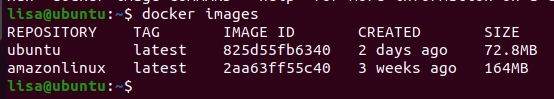 lisa@ubuntu:~$ docker images
REPOSITORY TAG IMAGE ID CREATED SIZE
ubuntu latest 825d55fb6340 2 days ago 72.8MB
amazonlinux latest 2aa63ff55c40 3 weeks ago 164MB
lisa@ubuntu:~$